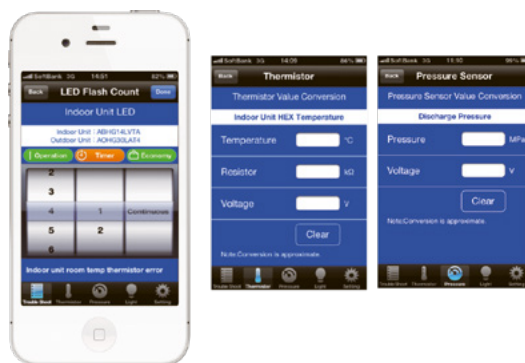 SoftBank 3G 14:51 82%
Back LED Flash Count Done
Indoor Unit LED
Indoor Unit : ABHG14LVTA
Outdoor Unit : AOHG30LAT4
Operation Timer Economy
2
3
4 1 Continuous
5 2
6
Indoor unit room temp thermistor error
Trouble Shoot Thermistor Pressure Light Setting
SoftBank 3G 14:09 86%
Back Thermistor
Thermistor Value Conversion
Indoor Unit HEX Temperature
Temperature °C
Resistor kΩ
Voltage V
Clear
Note:Conversion is approximate.
Trouble Shoot Thermistor Pressure Light Setting
SoftBank 3G 11:10
Back Pressure Sensor
Pressure Sensor Value Conversion
Discharge Pressure
Pressure MPa
Voltage V
Clear
Note:Conversion is approximate.
Trouble Shoot Thermistor Pressure Light Setting